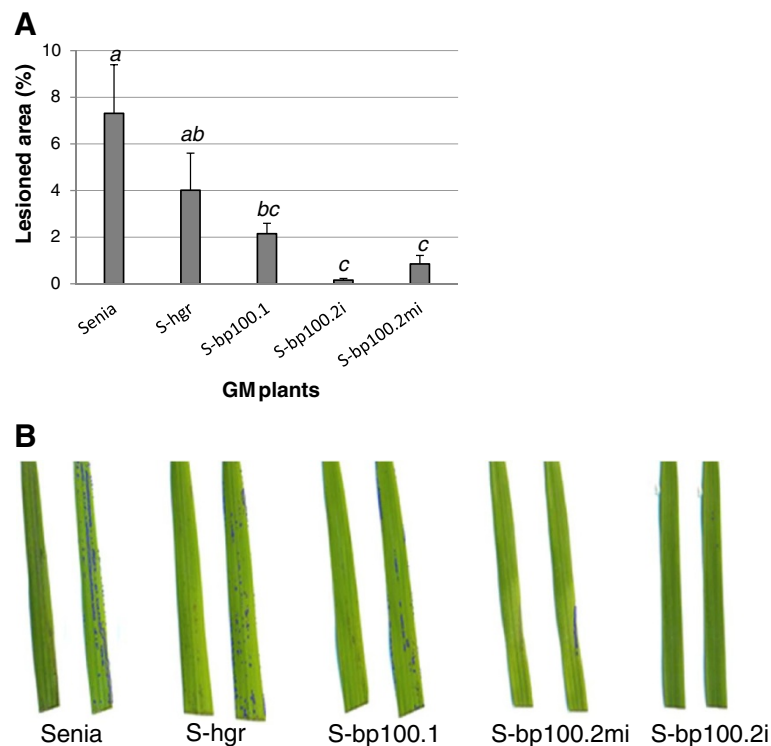 A
Lesioned area (%)
10
8
6
4
2
0
a
ab
bc
c
c
Senia
S-hgr
S-bp100.1
S-bp100.2i
S-bp100.2mi
GM plants
B
Senia S-hgr S-bp100.1 S-bp100.2mi S-bp100.2i